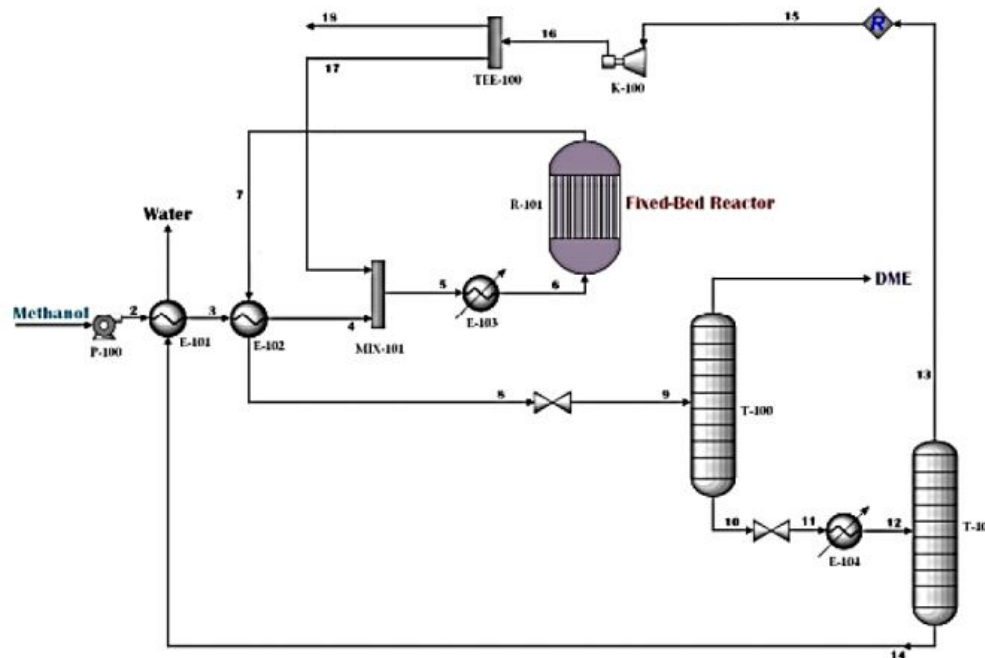 18
16
15
R
17
TEE-100
K-100
7
R-101
Fixed-Bed Reactor
Water
DME
Methanol
2
3
4
5
6
P-100
E-101
E-102
MIX-101
E-103
8
9
T-100
13
10
11
12
E-104
T-10
14